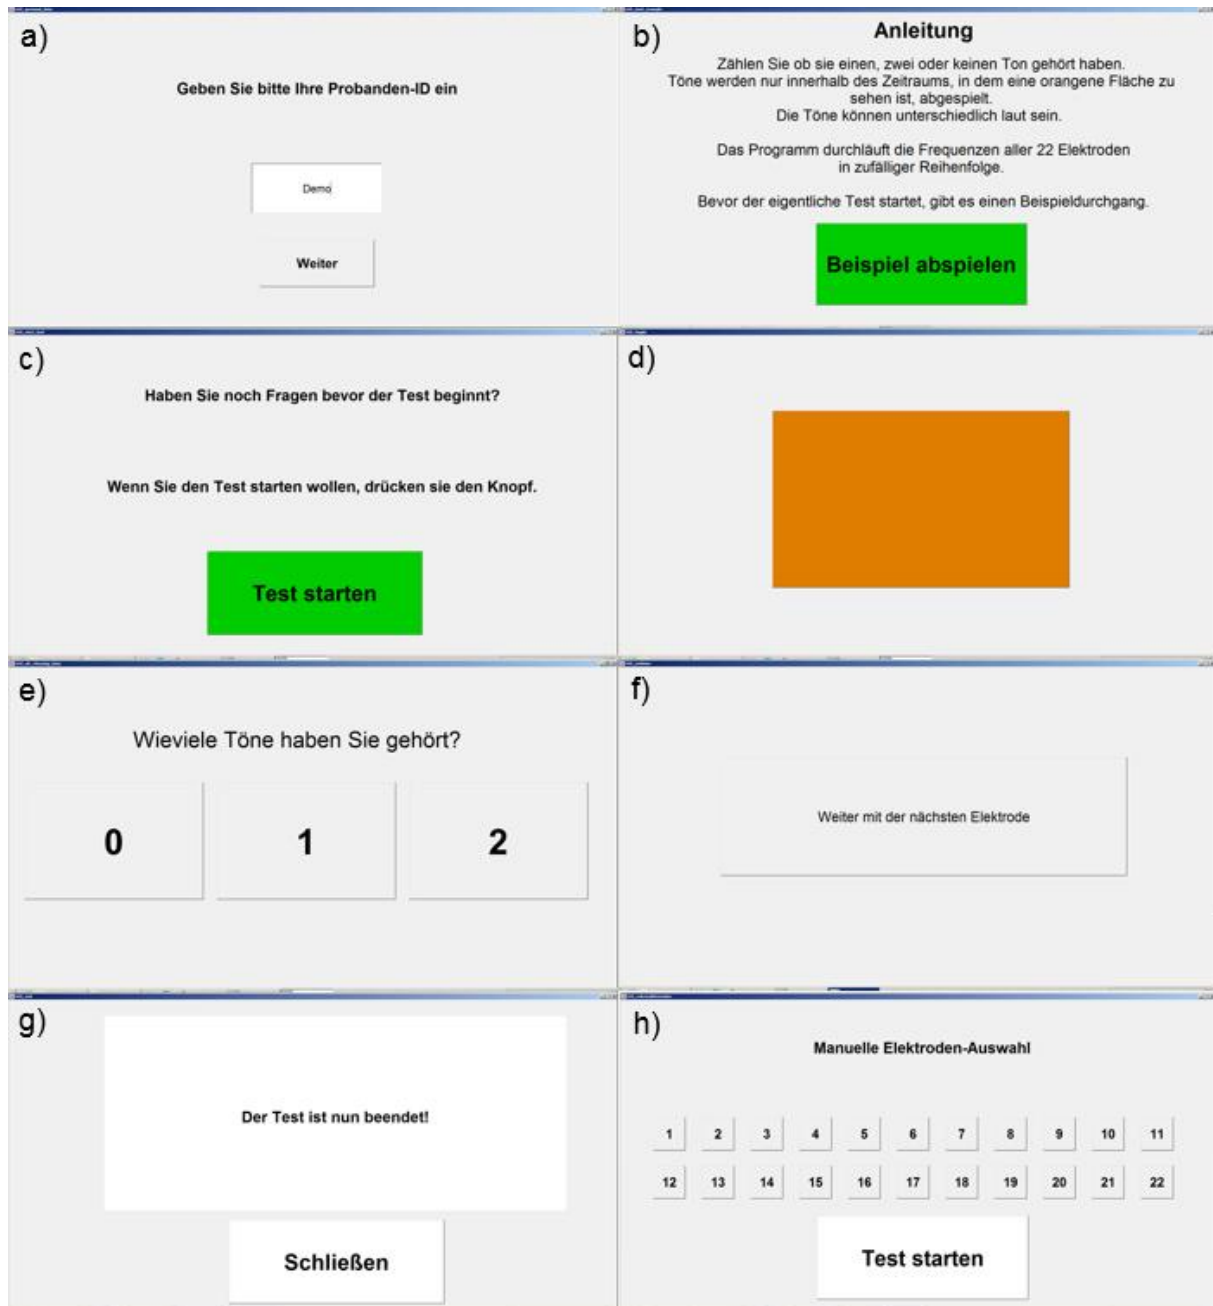 a)
Geben Sie bitte Ihre Probanden-ID ein
Demo
Weiter
b)
Anleitung
Zählen Sie ob sie einen, zwei oder keinen Ton gehört haben.
Töne werden nur innerhalb des Zeitraums, in dem eine orangene Fläche zu
sehen ist, abgespielt.
Die Töne können unterschiedlich laut sein.
Das Programm durchläuft die Frequenzen aller 22 Elektroden
in zufälliger Reihenfolge.
Bevor der eigentliche Test startet, gibt es einen Beispieldurchgang.
Beispiel abspielen
c)
Haben Sie noch Fragen bevor der Test beginnt?
Wenn Sie den Test starten wollen, drücken sie den Knopf.
Test starten
d)
e)
Wieviele Töne haben Sie gehört?
0 1 2
f)
Weiter mit der nächsten Elektrode
g)
Der Test ist nun beendet!
Schließen
h)
Manuelle Elektroden-Auswahl
1 2 3 4 5 6 7 8 9 10 11
12 13 14 15 16 17 18 19 20 21 22
Test starten